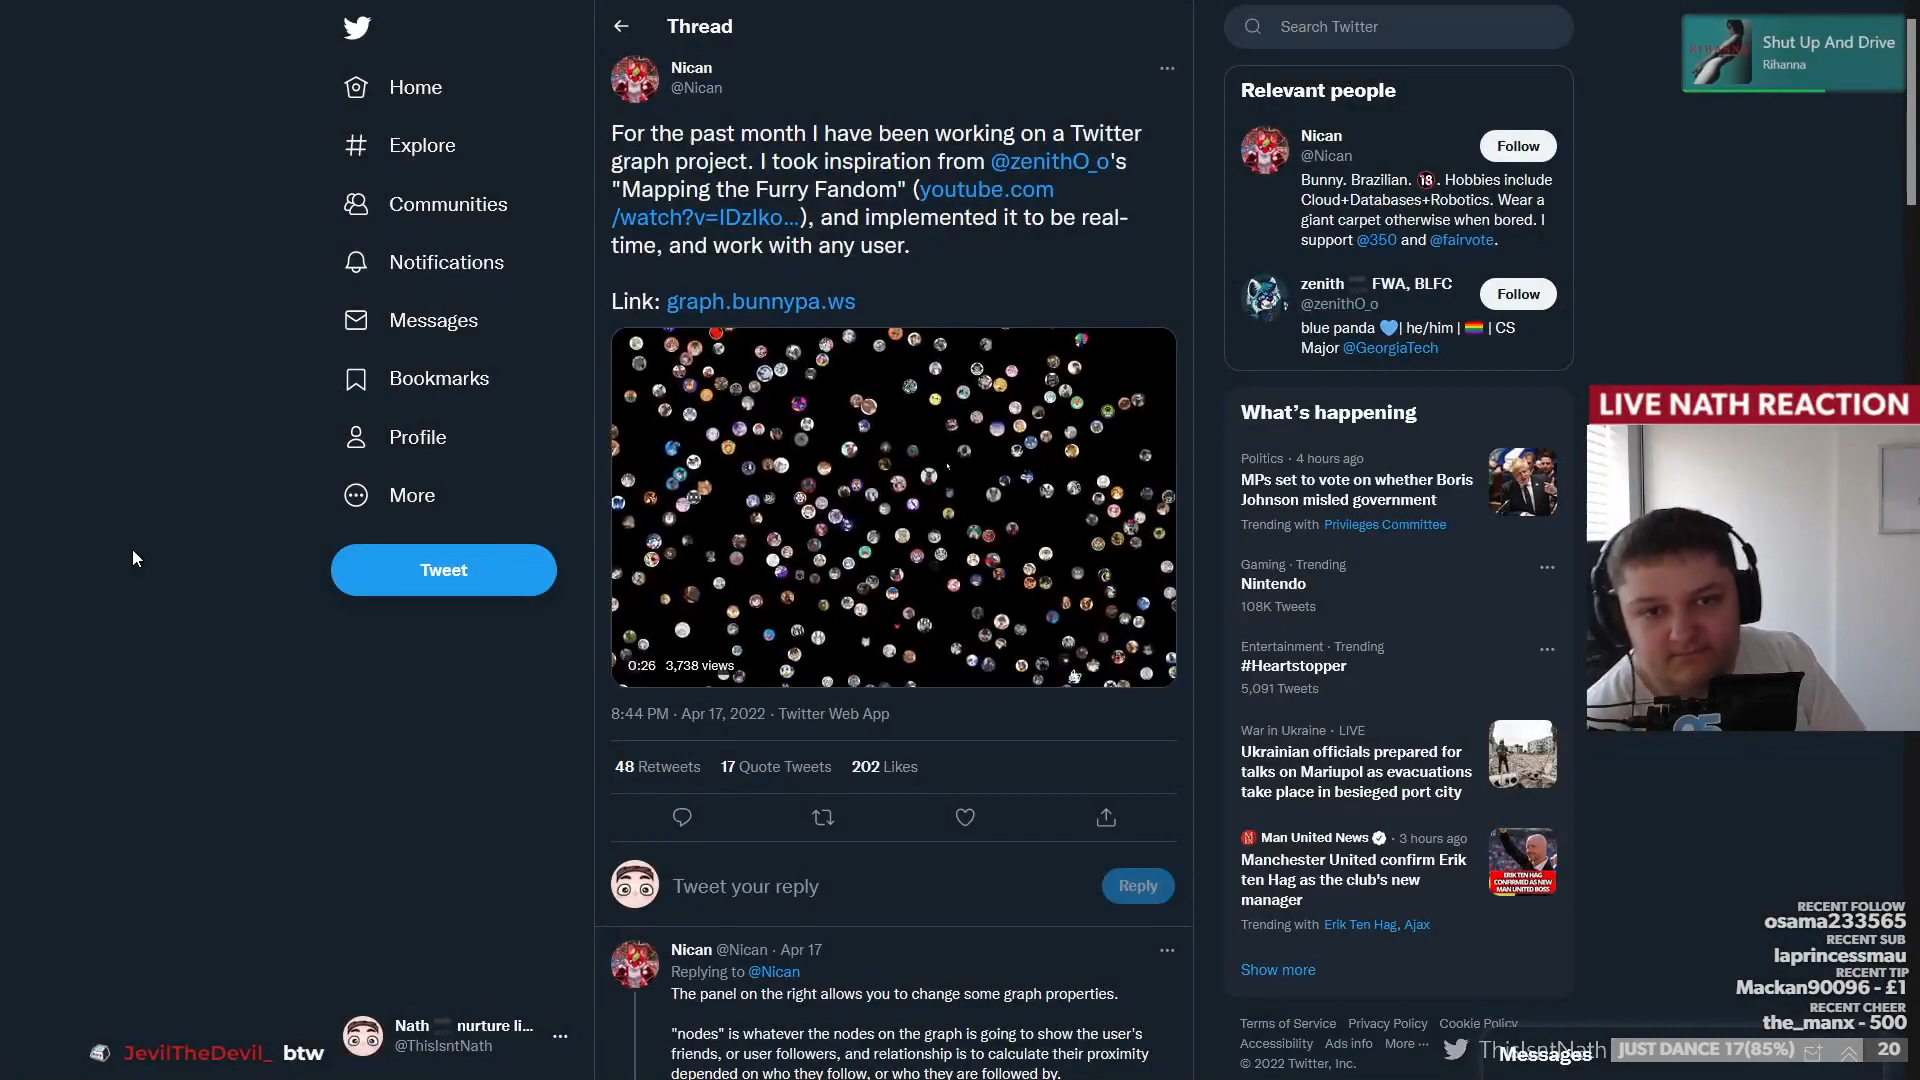 Home
Explore
Communities
Notifications
Messages
Bookmarks
Profile
More
Tweet
Nath nurture li...
@ThisIsntNath
JevilTheDevil_ btw
Thread
Nican
@Nican
For the past month I have been working on a Twitter
graph project. I took inspiration from @zenithO_o's
"Mapping the Furry Fandom" (youtube.com
/watch?v=IDzIko...), and implemented it to be real-
time, and work with any user.
Link: graph.bunnypa.ws
0:26 3,738 views
8:44 PM · Apr 17, 2022 · Twitter Web App
48 Retweets 17 Quote Tweets 202 Likes
Tweet your reply
Reply
Nican @Nican · Apr 17
Replying to @Nican
The panel on the right allows you to change some graph properties.
"nodes" is whatever the nodes on the graph is going to show the user's
friends, or user followers, and relationship is to calculate their proximity
depended on who they follow, or who they are followed by.
Search Twitter
Relevant people
Nican
@Nican
Follow
Bunny. Brazilian. 🔞. Hobbies include
Cloud+Databases+Robotics. Wear a
giant carpet otherwise when bored. I
support @350 and @fairvote.
zenith FWA, BLFC
@zenithO_o
Follow
blue panda 💙| he/him | 🏳️‍🌈 | CS
Major @GeorgiaTech
What's happening
Politics · 4 hours ago
MPs set to vote on whether Boris
Johnson misled government
Trending with Privileges Committee
Gaming · Trending
Nintendo
108K Tweets
Entertainment · Trending
#Heartstopper
5,091 Tweets
War in Ukraine · LIVE
Ukrainian officials prepared for
talks on Mariupol as evacuations
take place in besieged port city
Man United News · 3 hours ago
Manchester United confirm Erik
ten Hag as the club's new
manager
Trending with Erik Ten Hag, Ajax
ERIK TEN HAG
CONFIRMED AS NEW
MAN UNITED BOSS
Show more
Terms of Service Privacy Policy Cookie Policy
Accessibility Ads info More ···
© 2022 Twitter, Inc.
Shut Up And Drive
Rihanna
RIHANNA
LIVE NATH REACTION
RECENT FOLLOW
osama233565
RECENT SUB
laprincessmau
RECENT TIP
Mackan90096 - £1
RECENT CHEER
the_manx - 500
ThisIsntNath
Messages
JUST DANCE 17(85%)
20